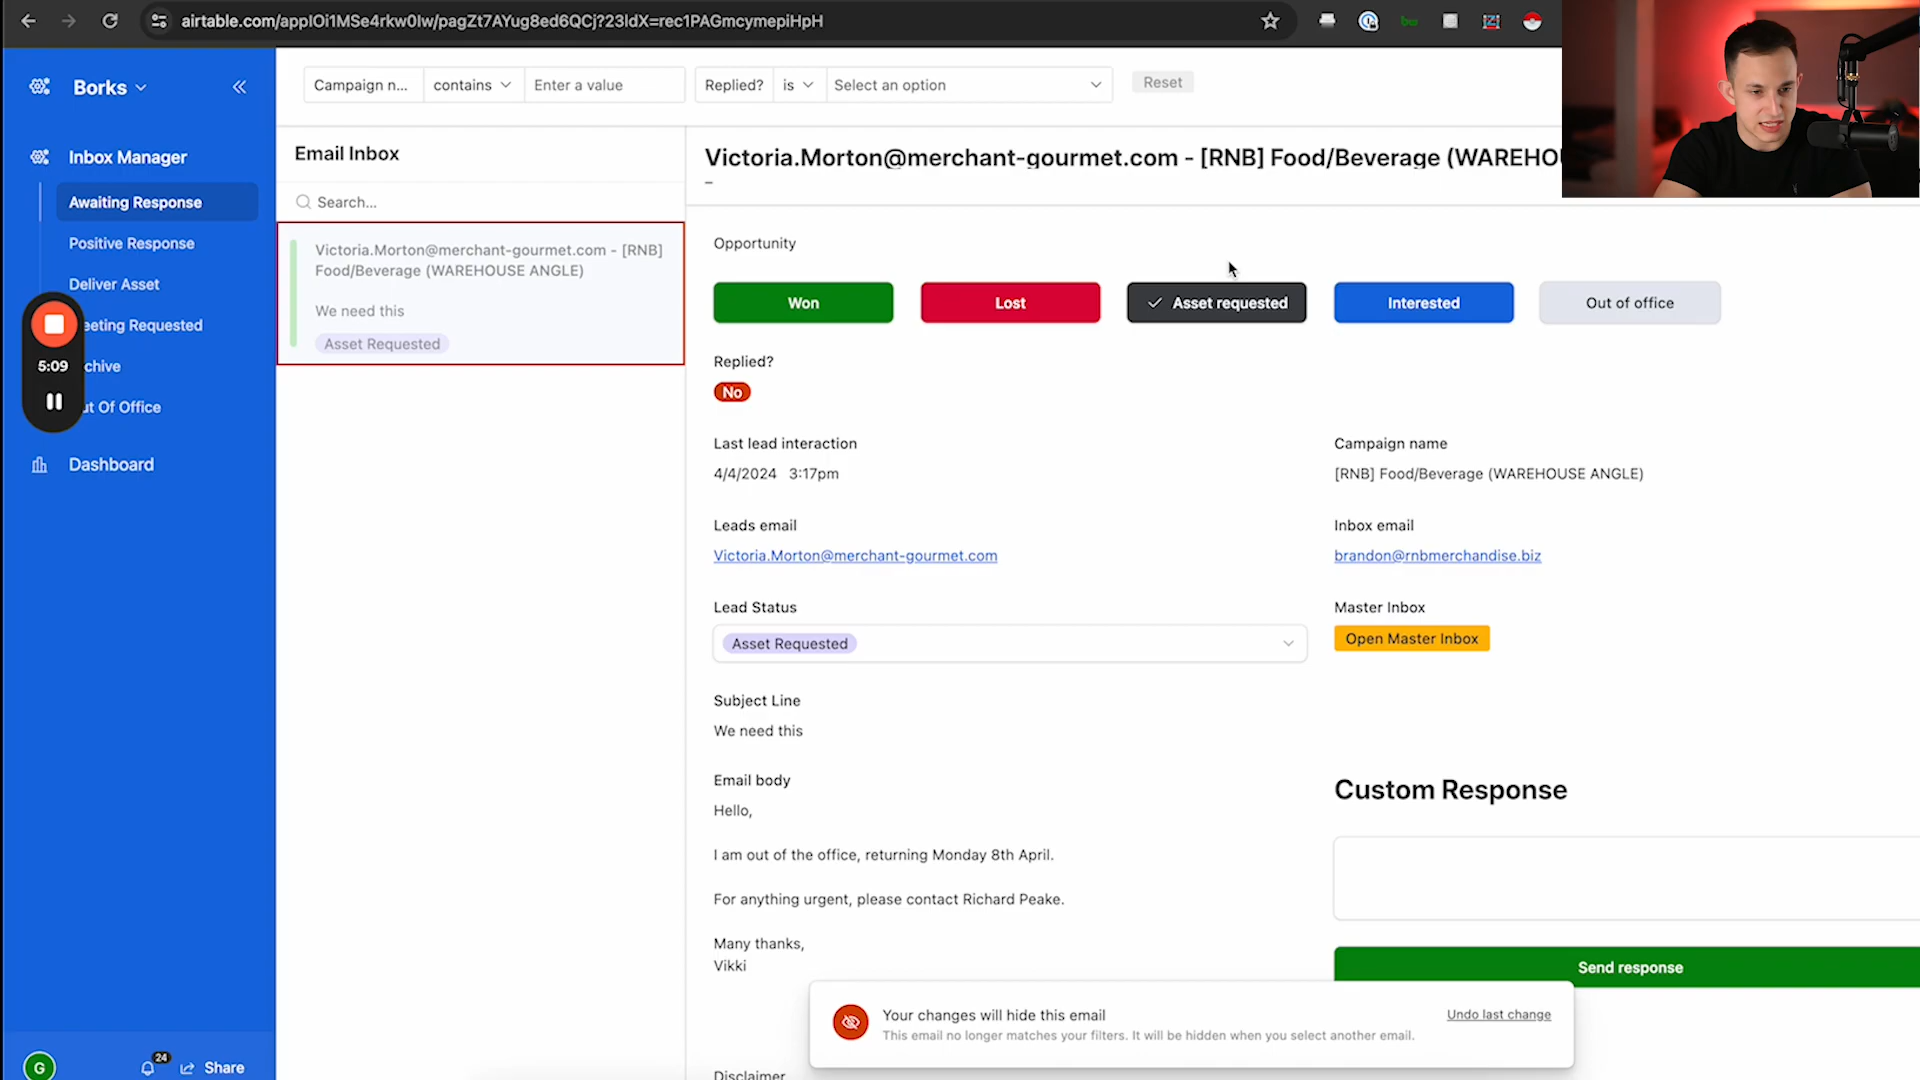 airtable.com/appIOi1MSe4rkw0lw/pagZt7AYug8ed6QCj?23ldX=rec1PAGmcymepiHpH
Borks
Campaign n...
contains
Enter a value
Replied?
is
Select an option
Reset
Inbox Manager
Awaiting Response
Positive Response
Deliver Asset
eeting Requested
chive
ut Of Office
Dashboard
5:09
G
24
Share
Email Inbox
Search...
Victoria.Morton@merchant-gourmet.com - [RNB]
Food/Beverage (WAREHOUSE ANGLE)
We need this
Asset Requested
Victoria.Morton@merchant-gourmet.com - [RNB] Food/Beverage (WAREHOU
–
Opportunity
Won
Lost
Asset requested
Interested
Out of office
Replied?
No
Last lead interaction
4/4/2024 3:17pm
Campaign name
[RNB] Food/Beverage (WAREHOUSE ANGLE)
Leads email
Victoria.Morton@merchant-gourmet.com
Inbox email
brandon@rnbmerchandise.biz
Lead Status
Asset Requested
Master Inbox
Open Master Inbox
Subject Line
We need this
Email body
Hello,
I am out of the office, returning Monday 8th April.
For anything urgent, please contact Richard Peake.
Many thanks,
Vikki
Disclaimer
Custom Response
Send response
Your changes will hide this email
This email no longer matches your filters. It will be hidden when you select another email.
Undo last change